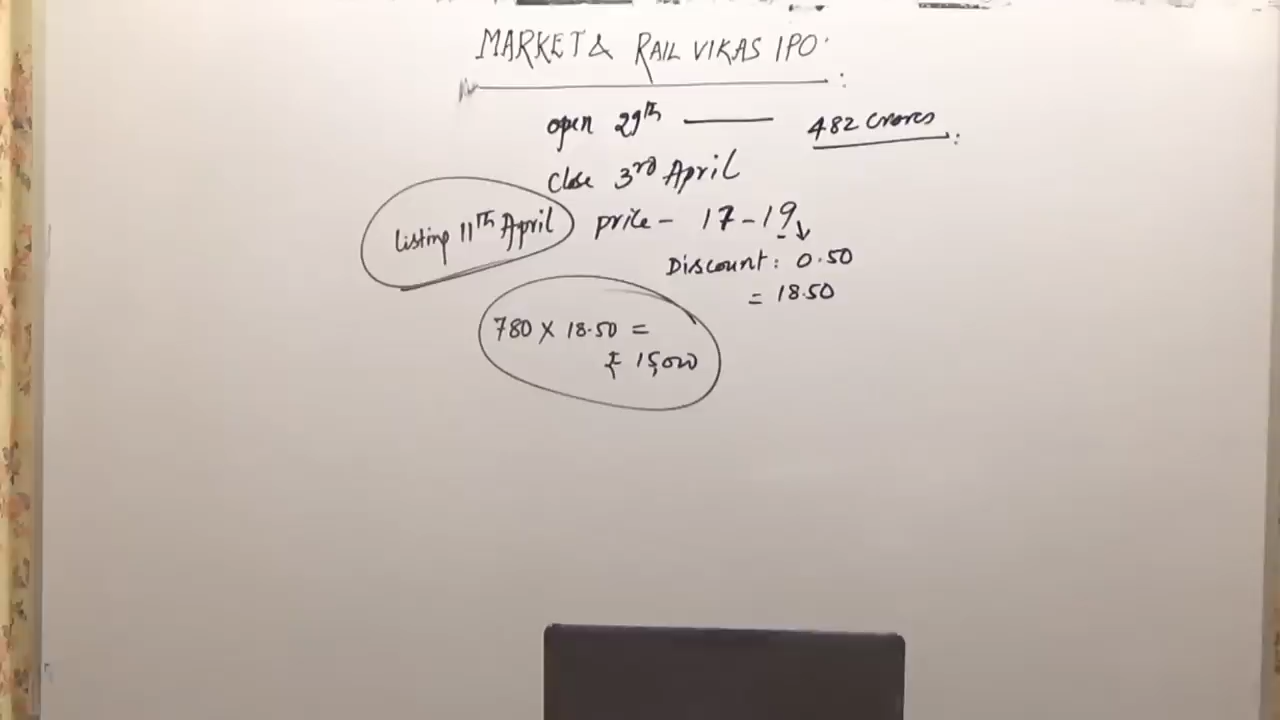 MARKET & RAIL VIKAS IPO
open 29th — 482 crores
close 3rd April
listing 11th April price - 17-19
Discount: 0.50
= 18.50
780 X 18.50 =
₹ 15,000